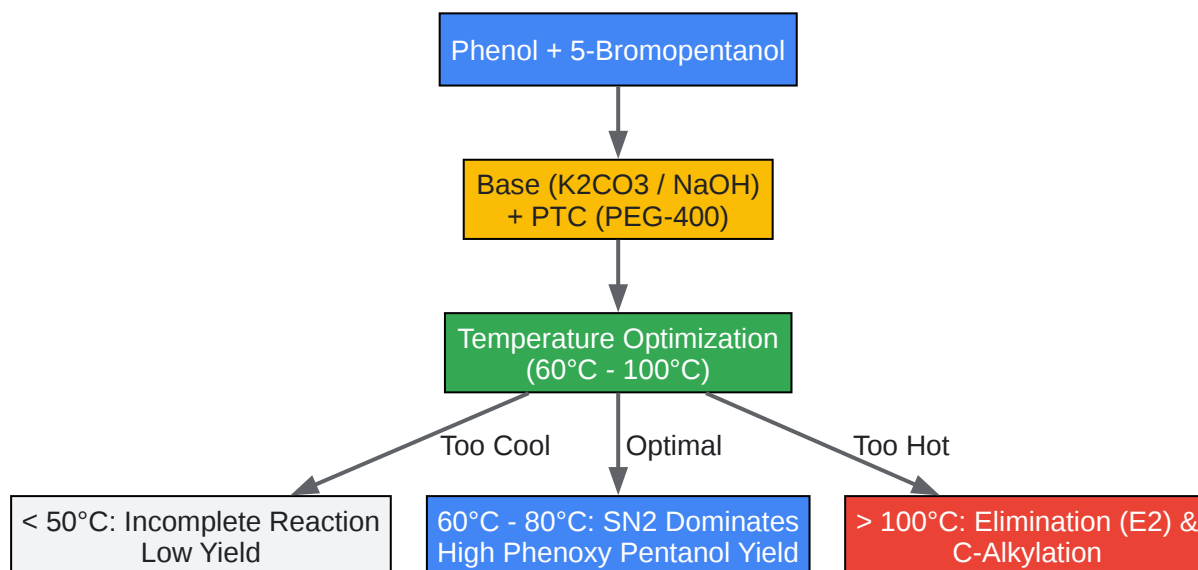 Phenol + 5-Bromopentanol
Base (K2CO3 / NaOH)
+ PTC (PEG-400)
Temperature Optimization
(60°C - 100°C)
Too Cool
Optimal
Too Hot
< 50°C: Incomplete Reaction
Low Yield
60°C - 80°C: SN2 Dominates
High Phenoxy Pentanol Yield
> 100°C: Elimination (E2) &
C-Alkylation